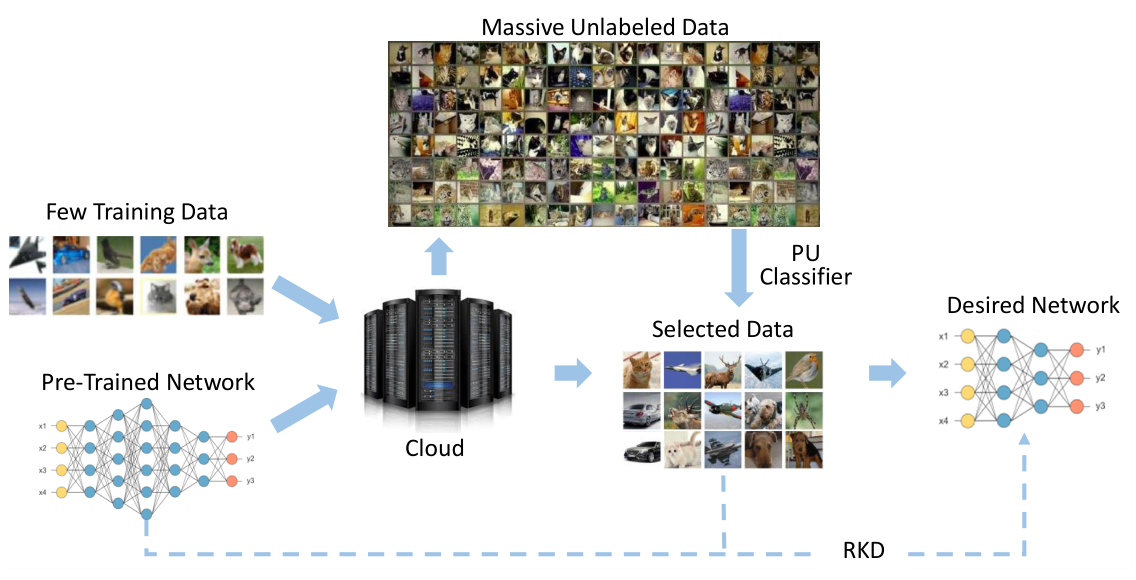 Massive Unlabeled Data
Few Training Data
PU
Classifier
Desired Network
Selected Data
x1
x2
x3
x4
y1
y2
y3
Pre-Trained Network
x1
x2
x3
x4
y1
y2
y3
Cloud
RKD